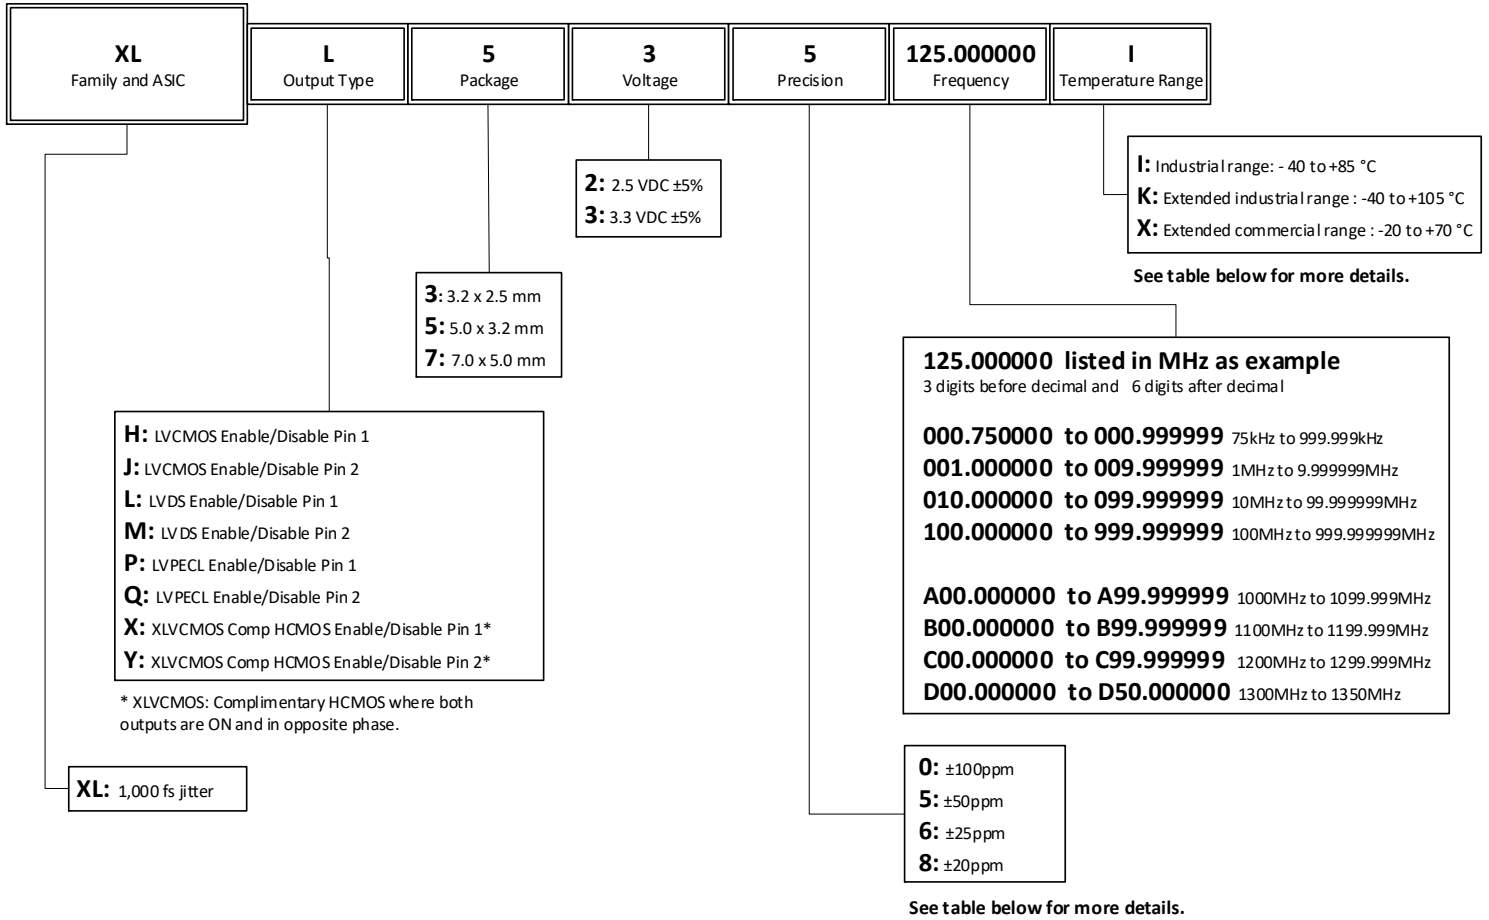 XL
Family and ASIC
L
Output Type
5
Package
3
Voltage
5
Precision
125.000000
Frequency
I
Temperature Range
I: Industrial range: - 40 to +85 °C
K: Extended industrial range : -40 to +105 °C
X: Extended commercial range : -20 to +70 °C
See table below for more details.
2: 2.5 VDC ±5%
3: 3.3 VDC ±5%
3: 3.2 x 2.5 mm
5: 5.0 x 3.2 mm
7: 7.0 x 5.0 mm
125.000000 listed in MHz as example
3 digits before decimal and 6 digits after decimal
000.750000 to 000.999999 75kHz to 999.999kHz
001.000000 to 009.999999 1MHz to 9.999999MHz
010.000000 to 099.999999 10MHz to 99.999999MHz
100.000000 to 999.999999 100MHz to 999.999999MHz
A00.000000 to A99.999999 1000MHz to 1099.999MHz
B00.000000 to B99.999999 1100MHz to 1199.999MHz
C00.000000 to C99.999999 1200MHz to 1299.999MHz
D00.000000 to D50.000000 1300MHz to 1350MHz
H: LVCMOS Enable/Disable Pin 1
J: LVCMOS Enable/Disable Pin 2
L: LVDS Enable/Disable Pin 1
M: LVDS Enable/Disable Pin 2
P: LVPECL Enable/Disable Pin 1
Q: LVPECL Enable/Disable Pin 2
X: XLVCMOS Comp HCMOS Enable/Disable Pin 1*
Y: XLVCMOS Comp HCMOS Enable/Disable Pin 2*
* XLVCMOS: Complimentary HCMOS where both
outputs are ON and in opposite phase.
XL: 1,000 fs jitter
0: ±100ppm
5: ±50ppm
6: ±25ppm
8: ±20ppm
See table below for more details.